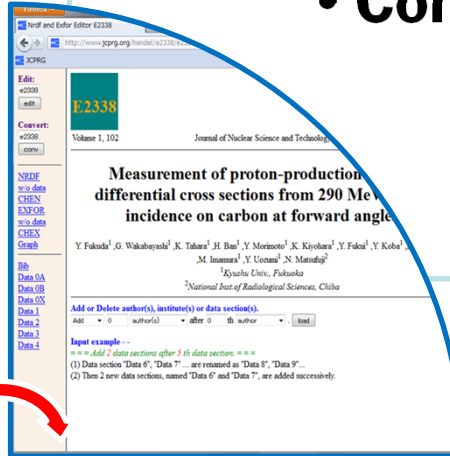 • Con
Firefox
Nrdf and Exfor Editor E2338
http://www.jcprg.org/hendel/e2338/e2
JCPRG
Edit:
e2338
edit
Convert:
e2338
conv
NRDF
w/o data
CHEN
EXFOR
w/o data
CHEX
Graph
Bib
Data 0A
Data 0B
Data 0X
Data 1
Data 2
Data 3
Data 4
E2338
Volume 1, 102 Journal of Nuclear Science and Technology
Measurement of proton-production
differential cross sections from 290 MeV
incidence on carbon at forward angle
Y. Fukuda1 ,G. Wakabayashi1 ,K. Tahara1 ,H. Ban1 ,Y. Morimoto1 ,K. Kiyohara1 ,Y. Fukui1 ,Y. Koba1
,M. Imamura1 ,Y. Uozumi1 ,N. Matsufuji2
1Kyushu Univ., Fukuoka
2National Inst.of Radiological Sciences, Chiba
Add or Delete author(s), institute(s) or data section(s).
Add 0 author(s) after 0 th author . load
Input example - -
= = = Add 2 data sections after 5 th data section. = = =
(1) Data section "Data 6", "Data 7" ... are renamed as "Data 8", "Data 9"...
(2) Then 2 new data sections, named "Data 6" and "Data 7", are added successively.